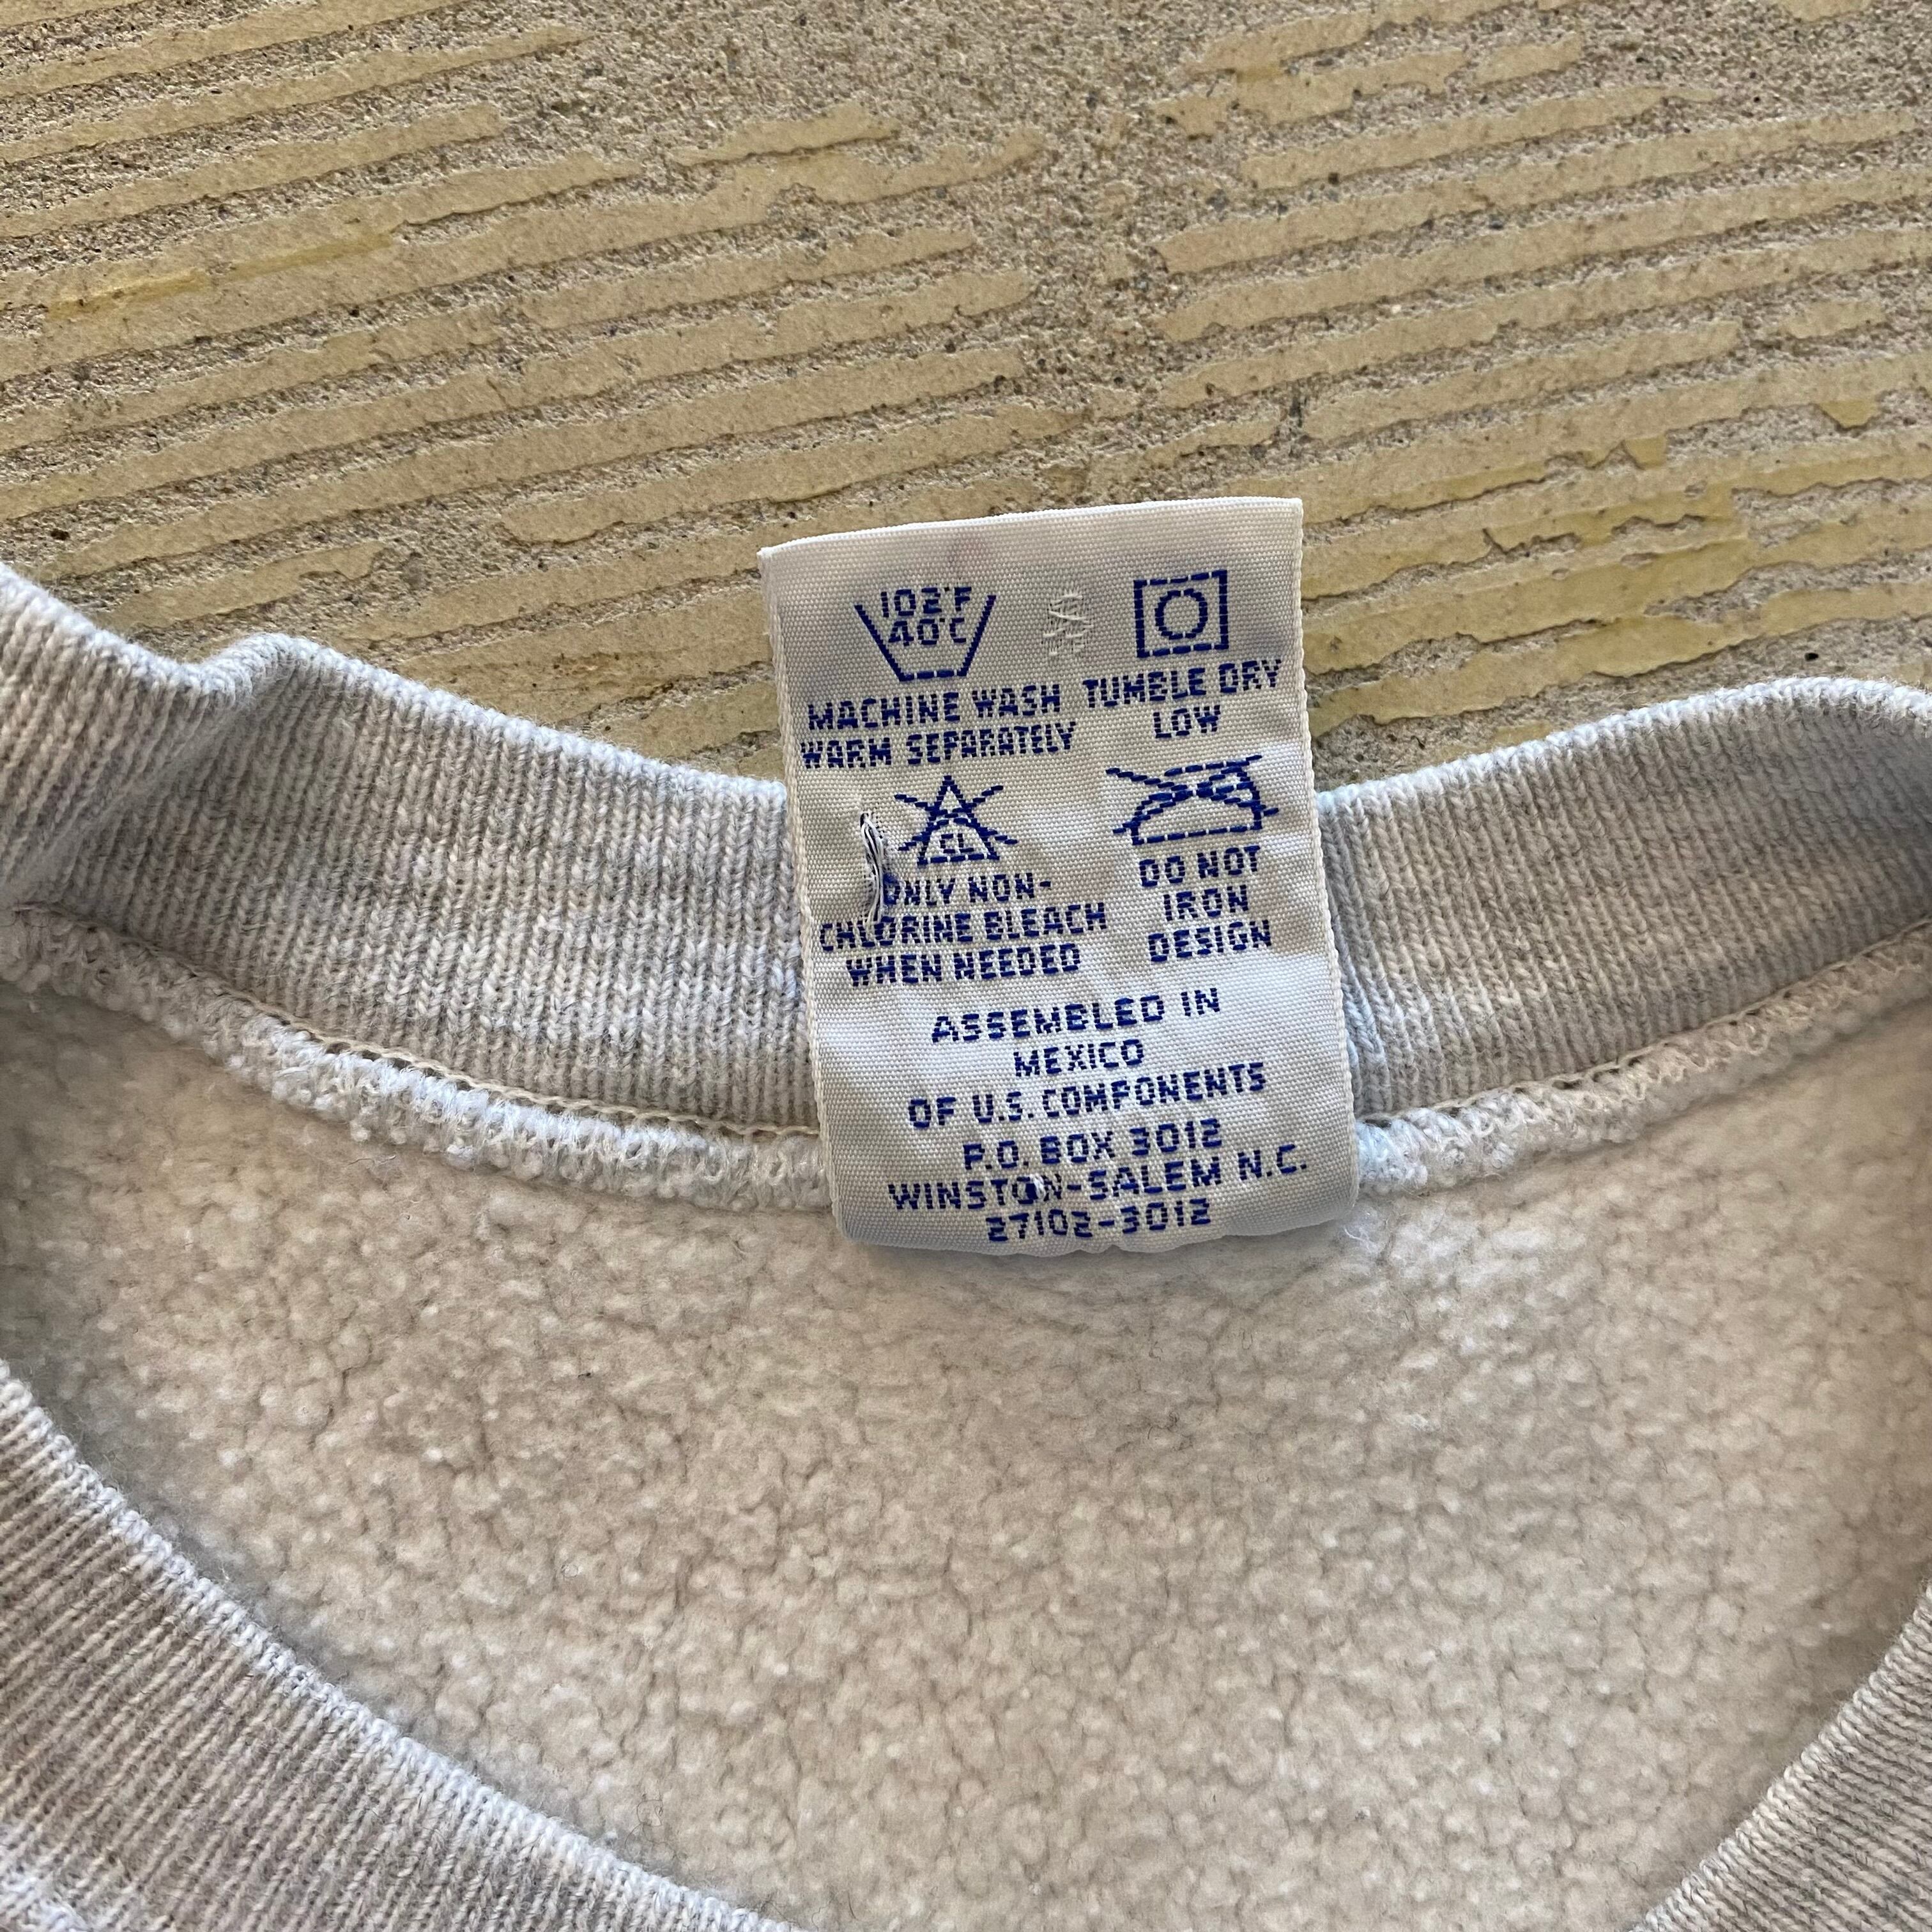 102°F
40°C
MACHINE WASH
WARM SEPARATELY
TUMBLE DRY
LOW
CL
ONLY NON-
CHLORINE BLEACH
WHEN NEEDED
DO NOT
IRON
DESIGN
ASSEMBLED IN
MEXICO
OF U.S. COMPONENTS
P.O. BOX 3012
WINSTON-SALEM N.C.
27102-3012